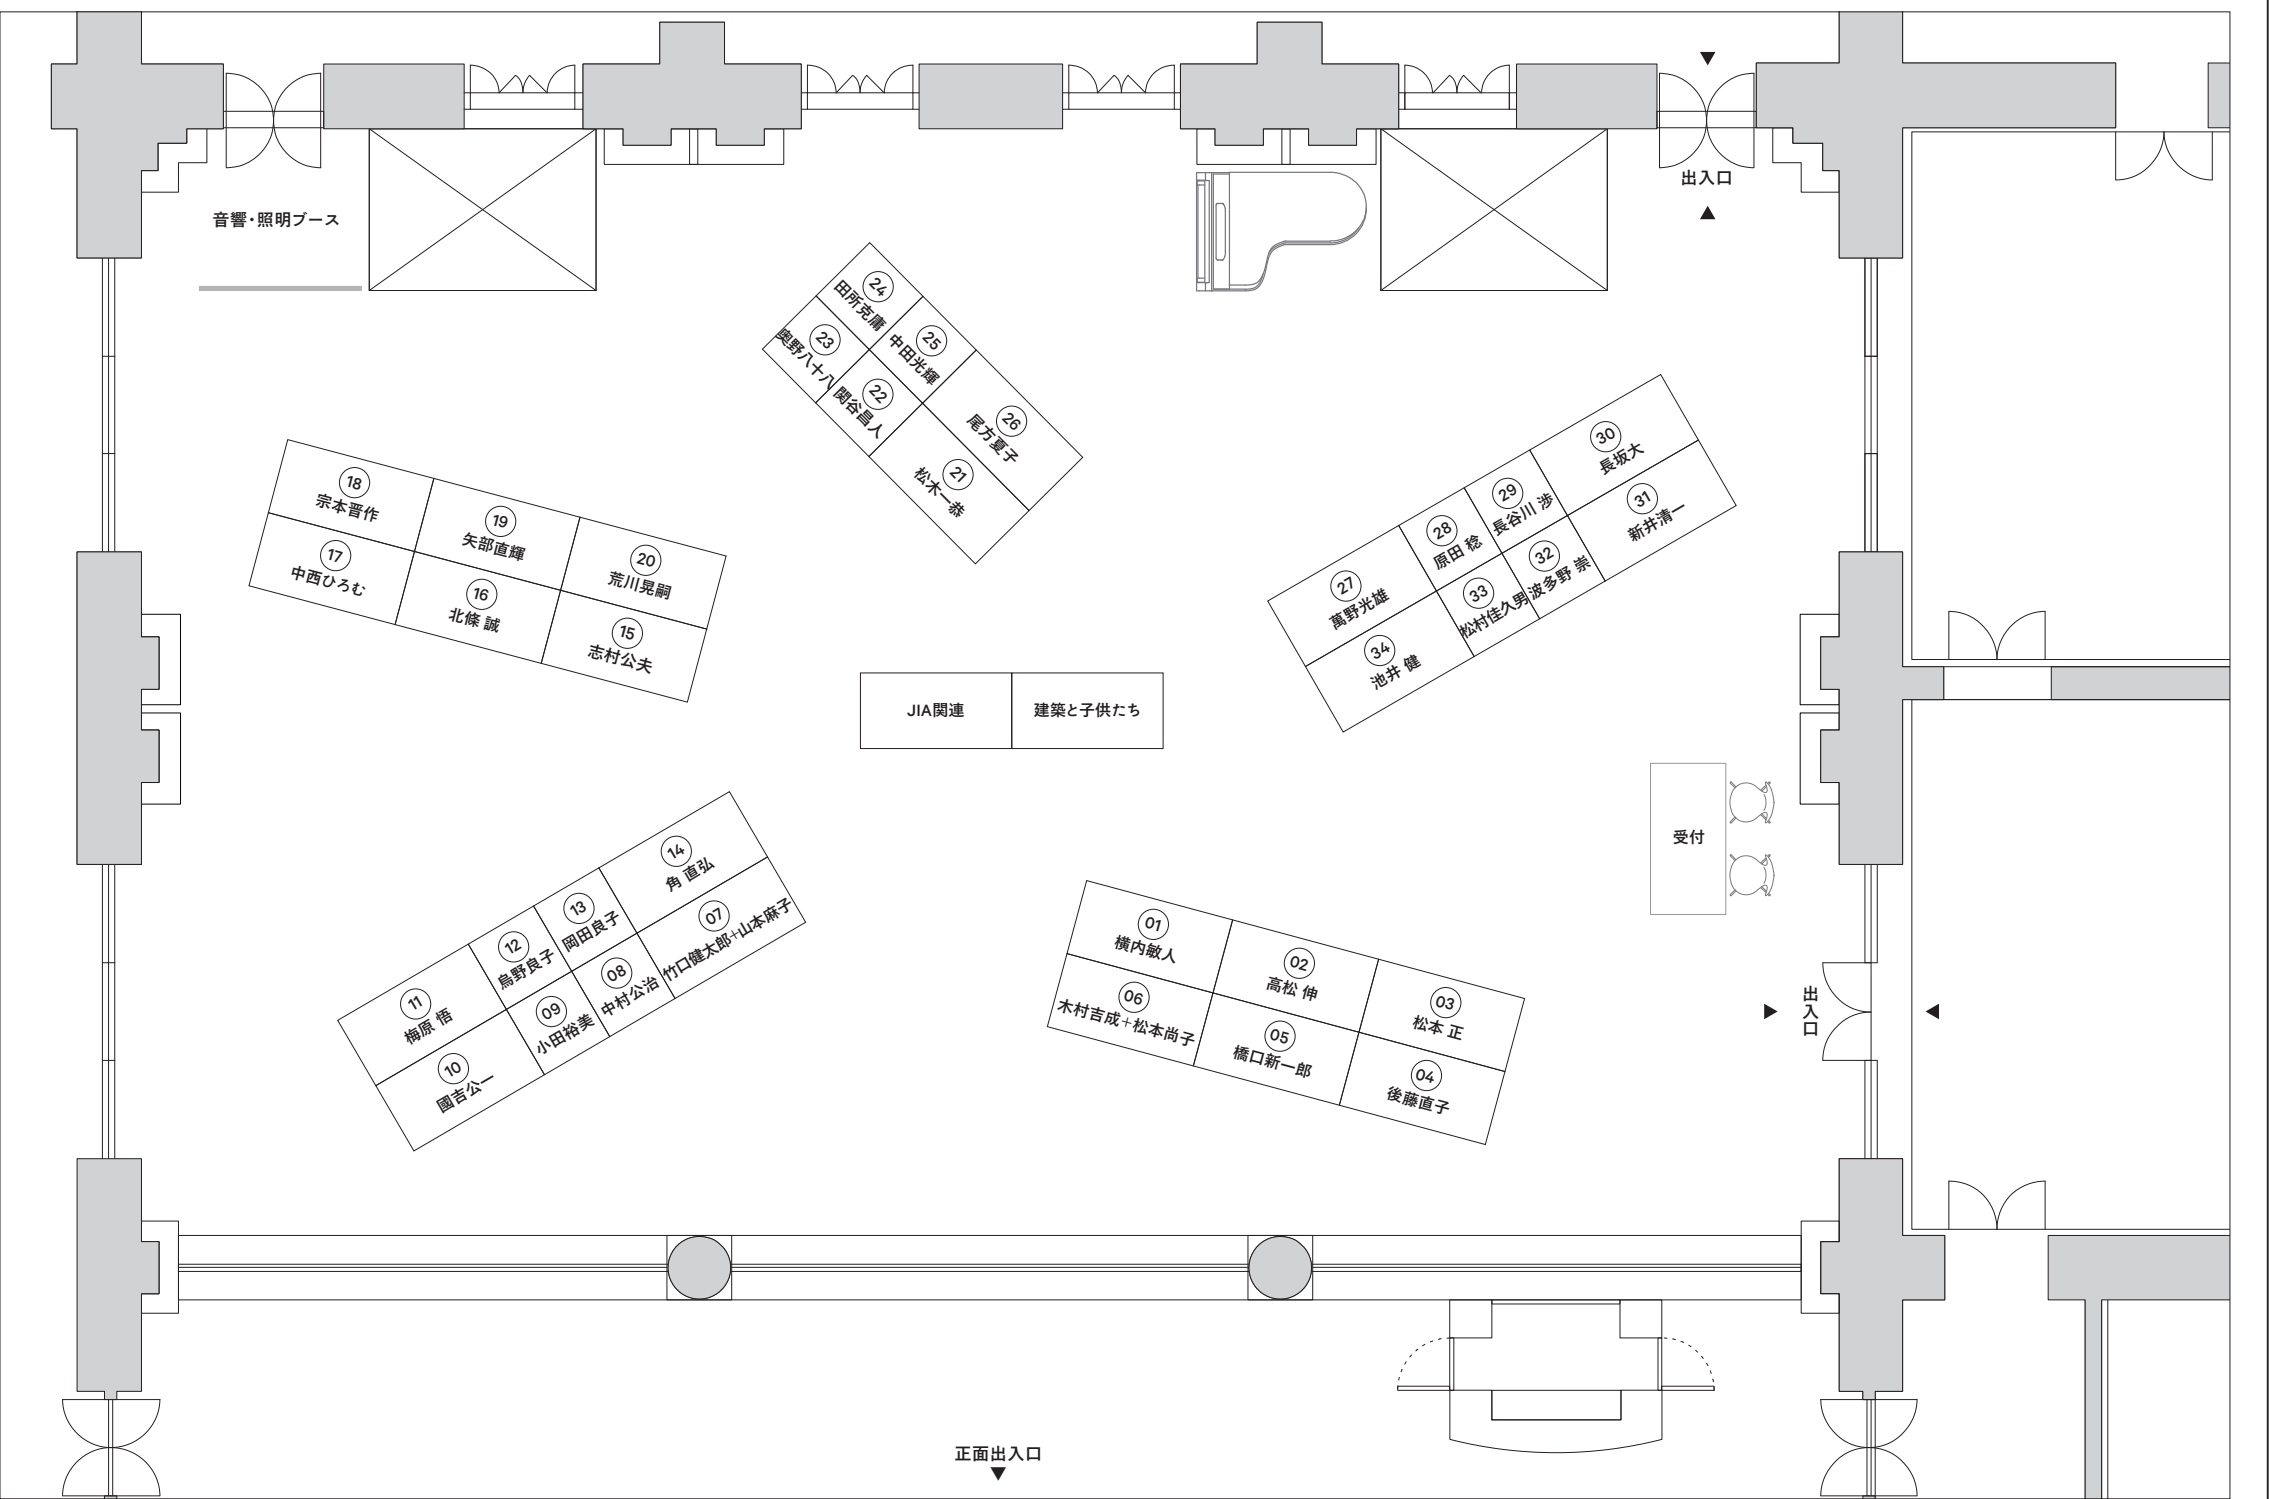 出入口
音響・照明ブース
24
田所克庸
23
奥野八十八
25
中田光輝
22
関谷昌人
26
尾方夏子
21
松木一恭
18
宗本晋作
19
矢部直輝
20
荒川晃嗣
17
中西ひろむ
16
北條 誠
15
志村公夫
30
長坂大
29
長谷川 渉
28
原田 稔
27
萬野光雄
31
新井清一
32
波多野 崇
33
松村佳久男
34
池井 健
JIA関連
建築と子供たち
受付
14
角 直弘
13
岡田良子
12
烏野良子
11
梅原 悟
07
竹口健太郎+山本麻子
08
中村公治
09
小田裕美
10
國吉公一
01
横内敏人
02
高松 伸
03
松本 正
06
木村吉成+松本尚子
05
橋口新一郎
04
後藤直子
出入口
正面出入口